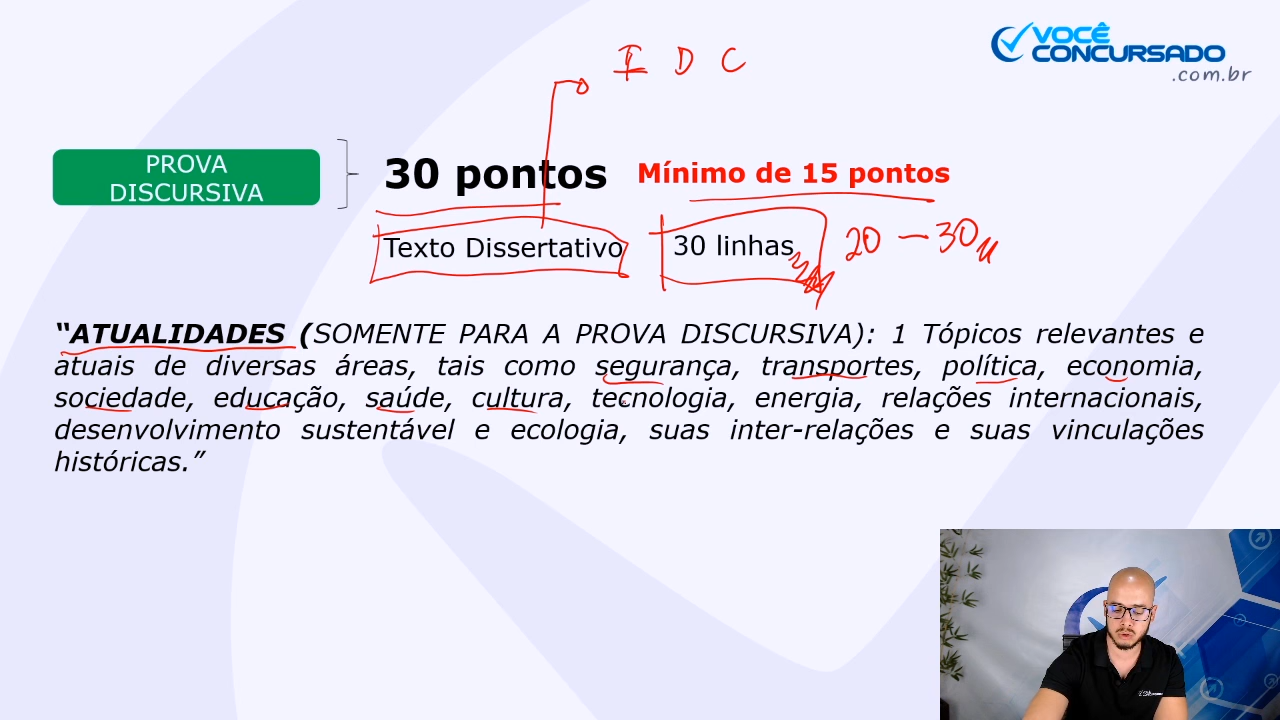 VOCÊ
CONCURSADO
.com.br
I D C
PROVA
DISCURSIVA
30 pontos
Mínimo de 15 pontos
Texto Dissertativo
30 linhas
20 — 30
“ATUALIDADES (SOMENTE PARA A PROVA DISCURSIVA): 1 Tópicos relevantes e
atuais de diversas áreas, tais como segurança, transportes, política, economia,
sociedade, educação, saúde, cultura, tecnologia, energia, relações internacionais,
desenvolvimento sustentável e ecologia, suas inter-relações e suas vinculações
históricas.”